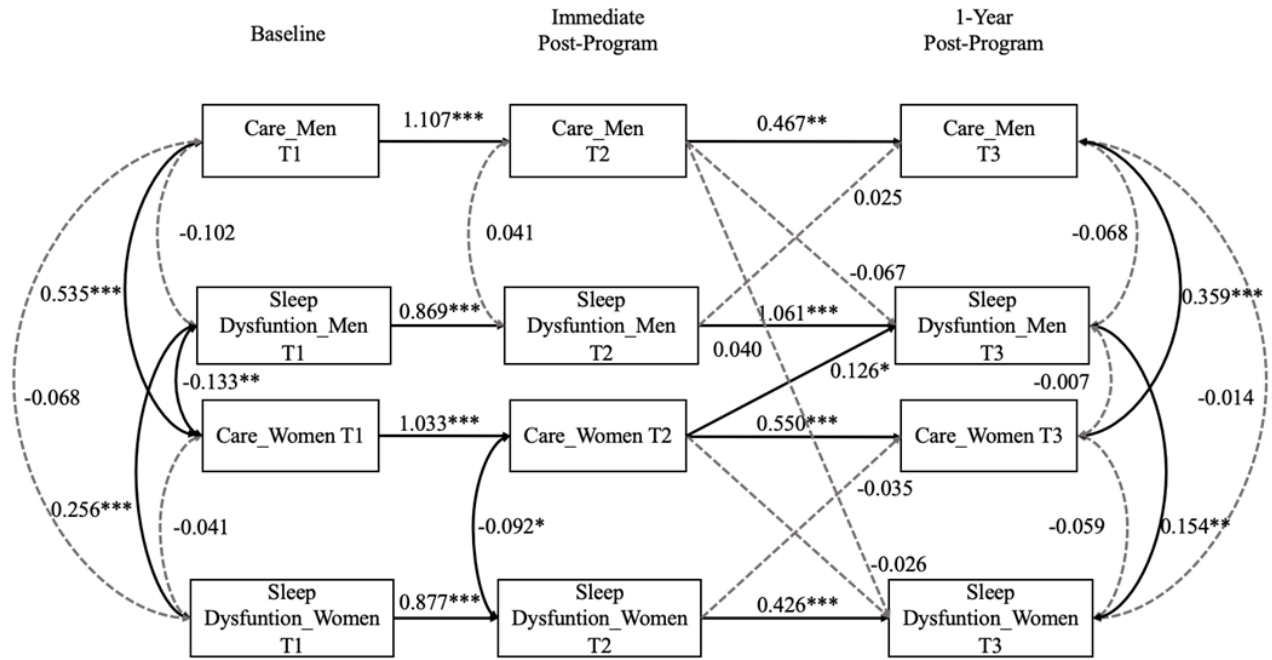 Baseline
Immediate
Post-Program
1-Year
Post-Program
Care_Men
T1
1.107***
Care_Men
T2
0.467**
Care_Men
T3
-0.102
0.041
0.025
-0.068
0.535***
-0.067
0.359***
Sleep
Dysfuntion_Men
T1
0.869***
Sleep
Dysfuntion_Men
T2
1.061***
Sleep
Dysfuntion_Men
T3
0.040
-0.068
-0.133**
0.126*
-0.007
-0.014
Care_Women T1
1.033***
Care_Women T2
0.550***
Care_Women T3
0.256***
-0.041
-0.092*
-0.035
-0.059
0.154**
-0.026
Sleep
Dysfuntion_Women
T1
0.877***
Sleep
Dysfuntion_Women
T2
0.426***
Sleep
Dysfuntion_Women
T3